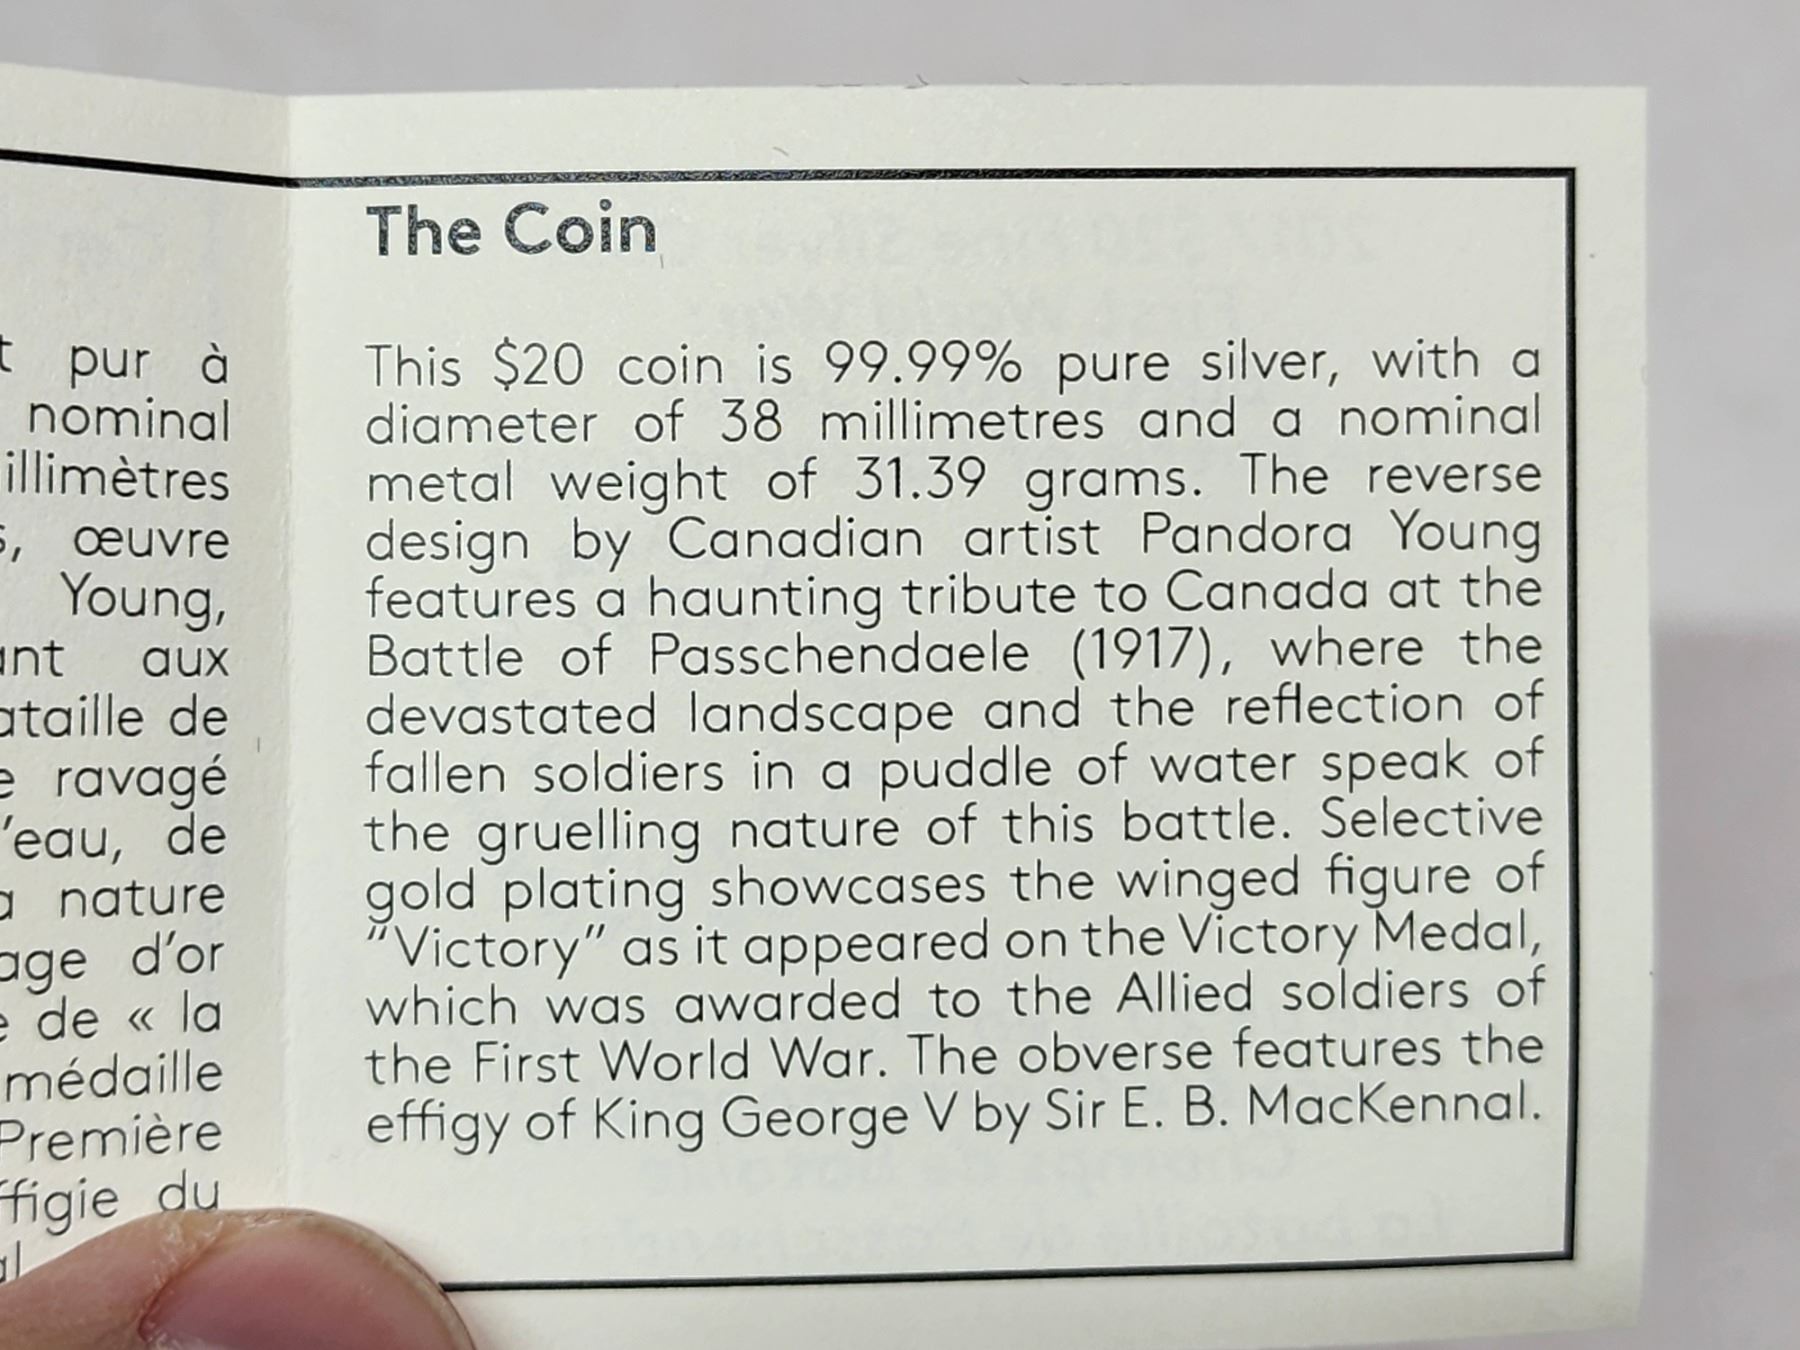 pur à
nominal
illimètres
œuvre
Young,
aux
ataille de
ravagé
'eau, de
nature
age d'or
de « la
médaille
Première
ffigie du
The Coin
This $20 coin is 99.99% pure silver, with a
diameter of 38 millimetres and a nominal
metal weight of 31.39 grams. The reverse
design by Canadian artist Pandora Young
features a haunting tribute to Canada at the
Battle of Passchendaele (1917), where the
devastated landscape and the reflection of
fallen soldiers in a puddle of water speak of
the gruelling nature of this battle. Selective
gold plating showcases the winged figure of
"Victory" as it appeared on the Victory Medal,
which was awarded to the Allied soldiers of
the First World War. The obverse features the
effigy of King George V by Sir E. B. MacKennal.